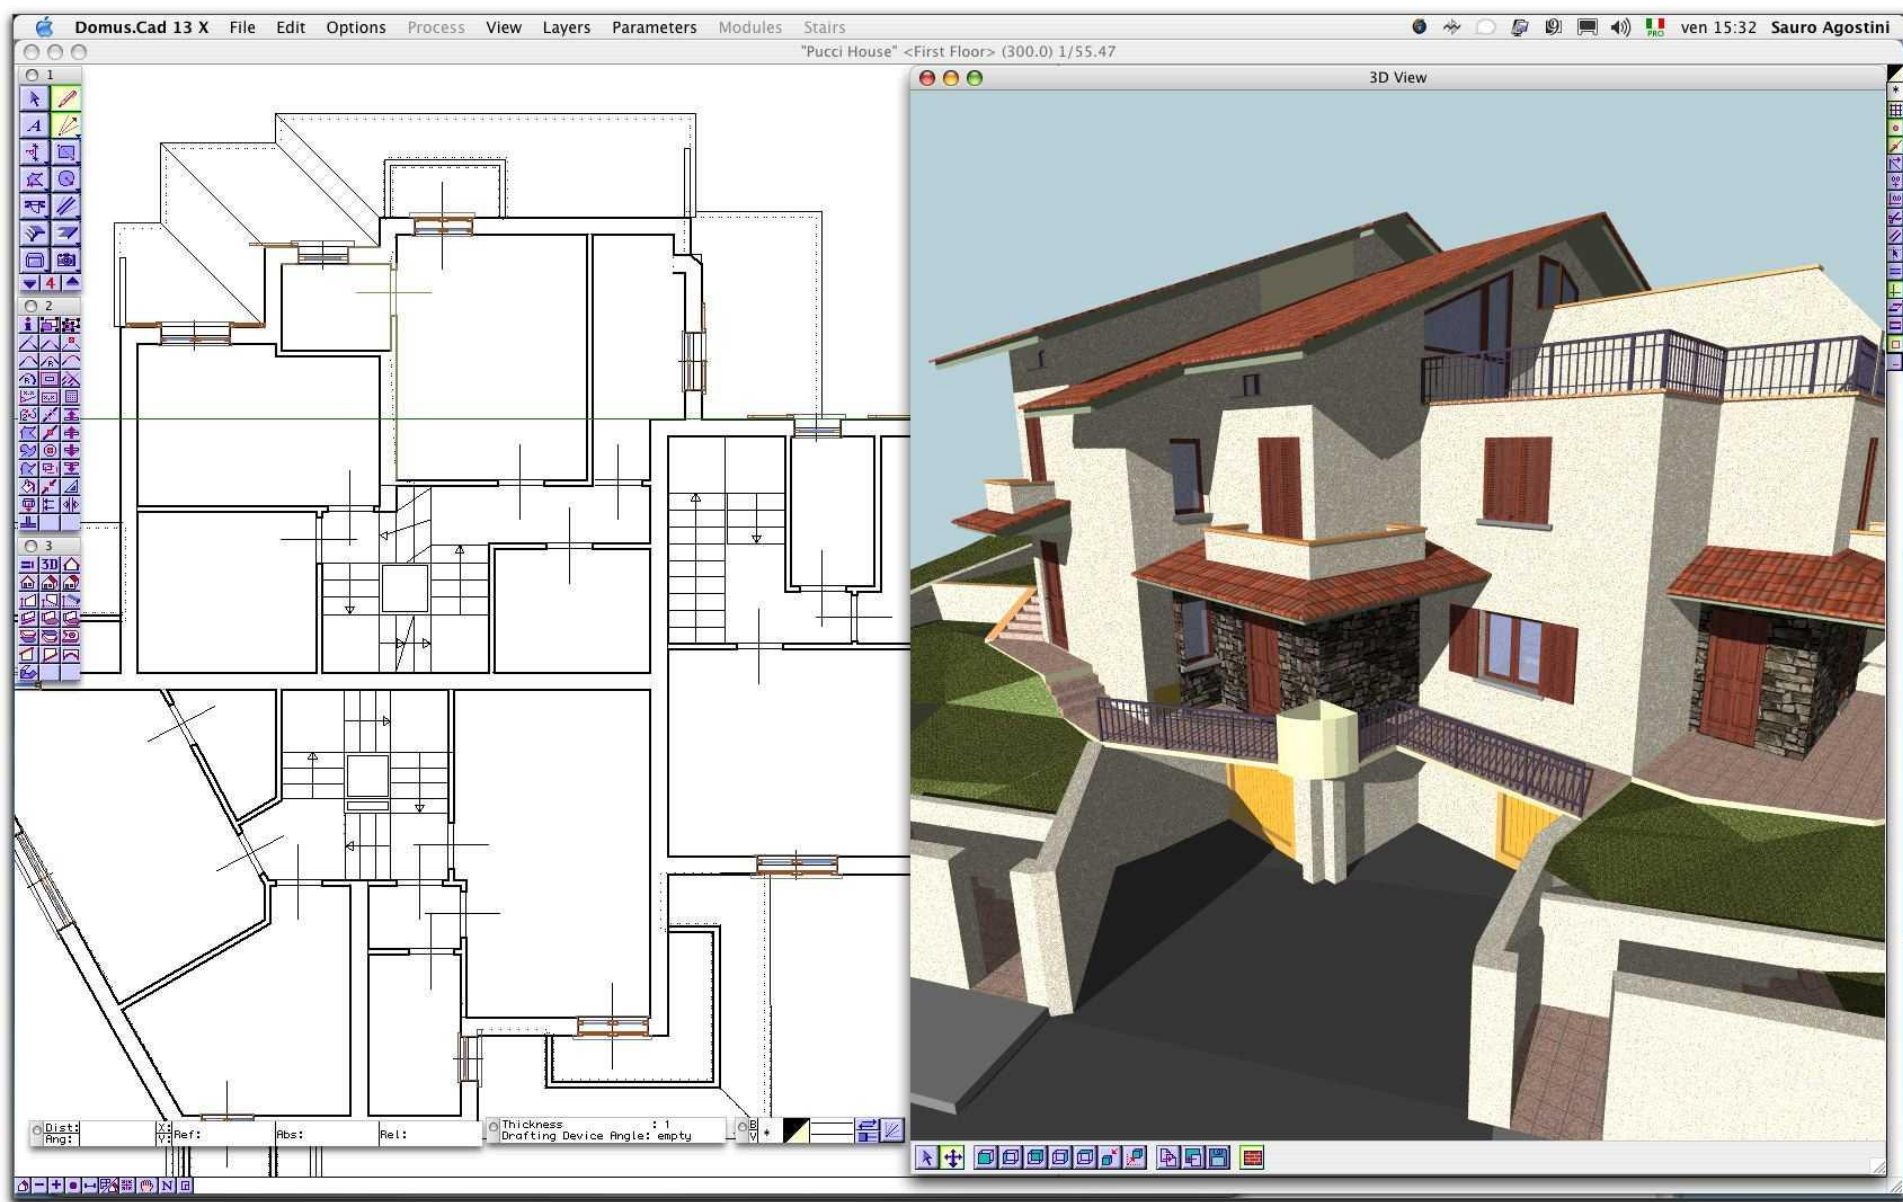 Domus.Cad 13 X File Edit Options Process View Layers Parameters Modules Stairs PRO ven 15:32 Sauro Agostini
"Pucci House" <First Floor> (300.0) 1/55.47
3D View
1
A
4
2
3
3D
Dist: X: Ref: Abs: Rel:
Ang: Y:
Thickness : 1
Drafting Device Angle: empty
B
V *
N